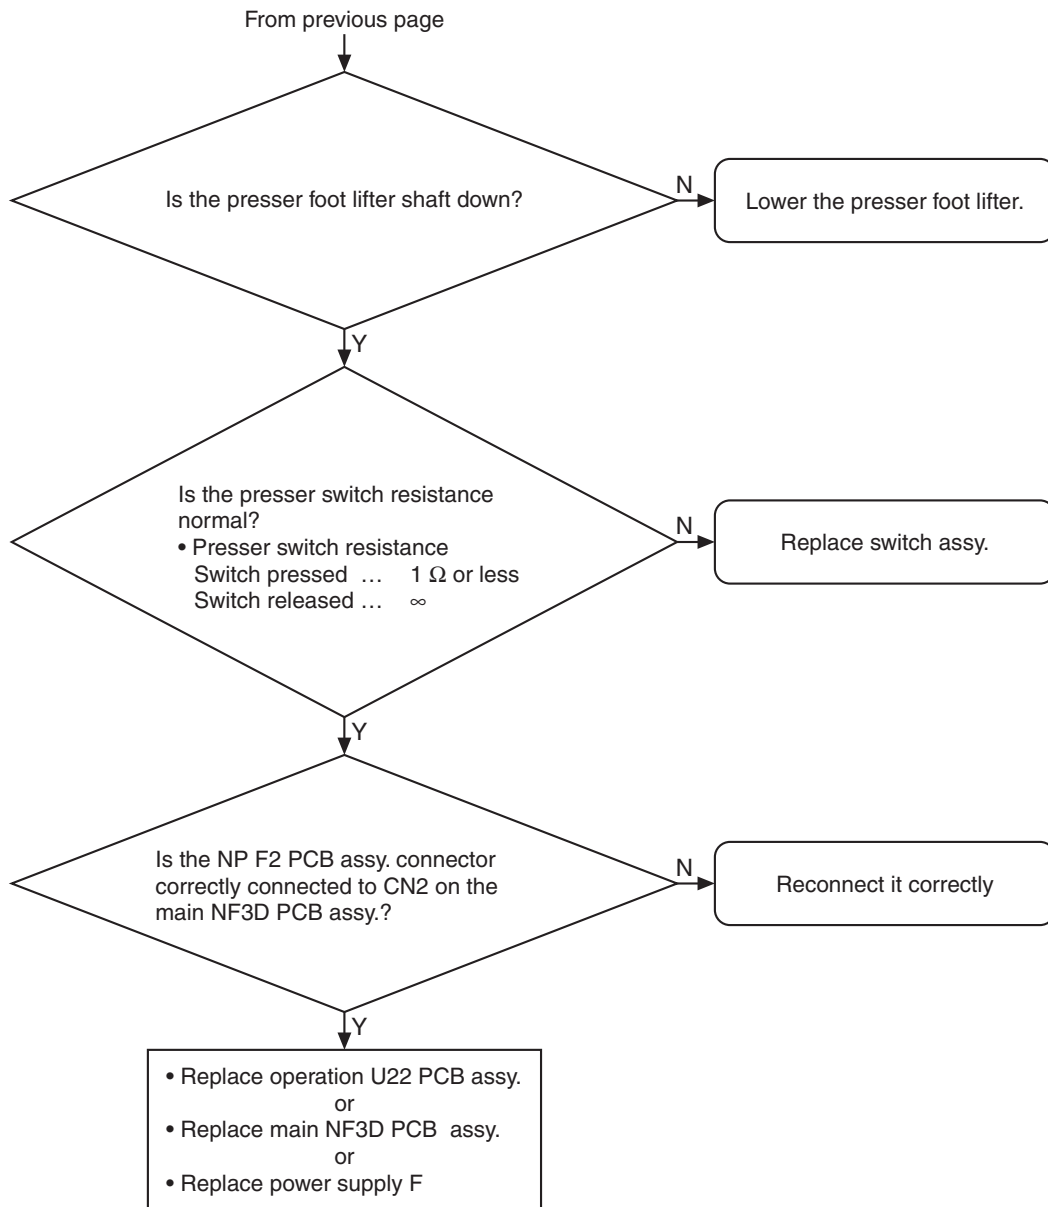 From previous page
Is the presser foot lifter shaft down?
N
Lower the presser foot lifter.
Y
Is the presser switch resistance
normal?
• Presser switch resistance
Switch pressed … 1 Ω or less
Switch released … ∞
N
Replace switch assy.
Y
Is the NP F2 PCB assy. connector
correctly connected to CN2 on the
main NF3D PCB assy.?
N
Reconnect it correctly
Y
• Replace operation U22 PCB assy.
or
• Replace main NF3D PCB assy.
or
• Replace power supply F